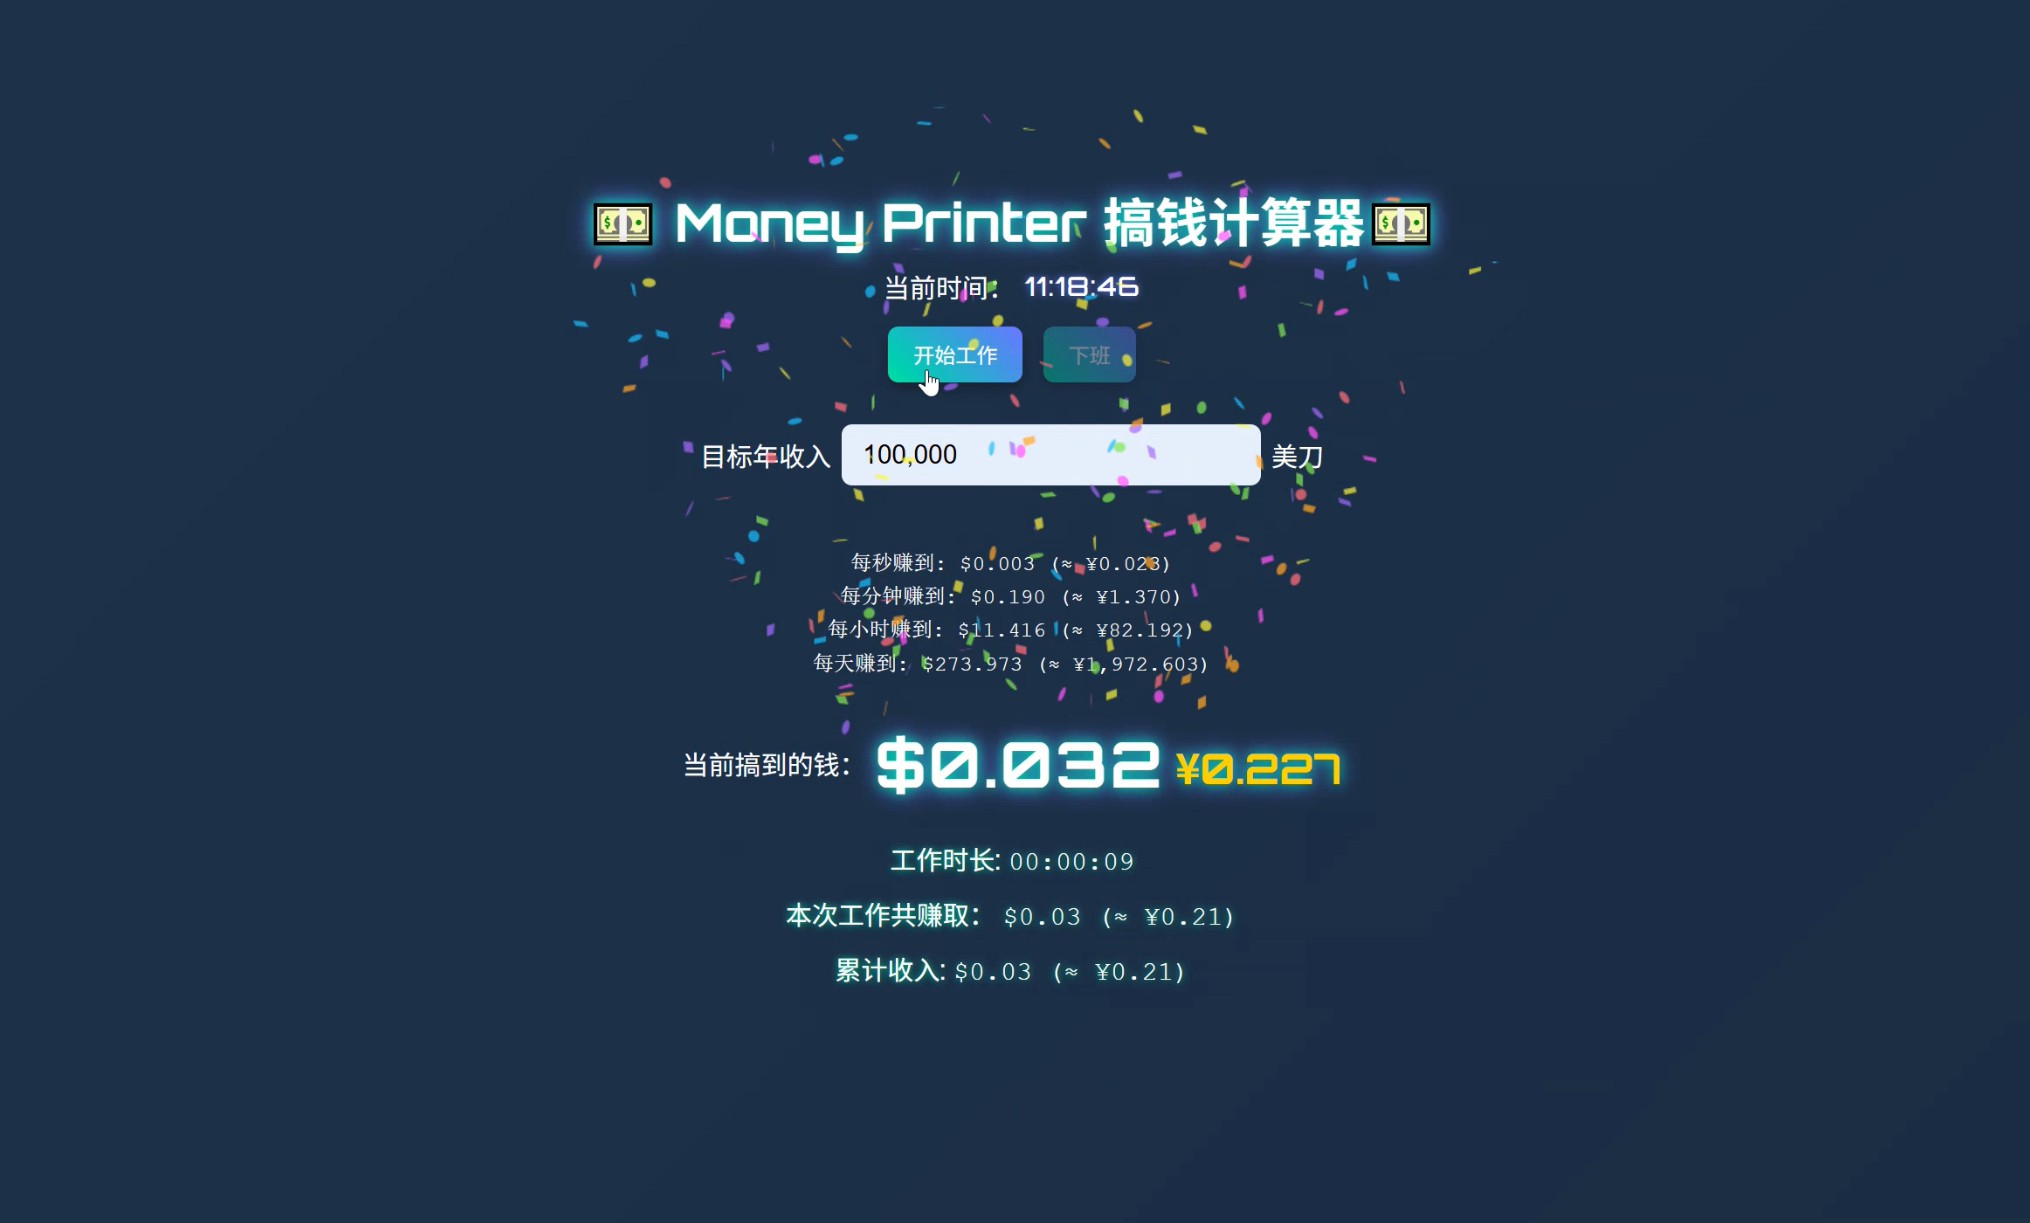 💵 Money Printer 搞钱计算器💵
当前时间： 11:18:46
开始工作 下班
目标年收入 100,000 美刀
每秒赚到: $0.003 (≈ ¥0.023)
每分钟赚到: $0.190 (≈ ¥1.370)
每小时赚到: $11.416 (≈ ¥82.192)
每天赚到: $273.973 (≈ ¥1,972.603)
当前搞到的钱： $0.032 ¥0.227
工作时长: 00:00:09
本次工作共赚取： $0.03 (≈ ¥0.21)
累计收入: $0.03 (≈ ¥0.21)